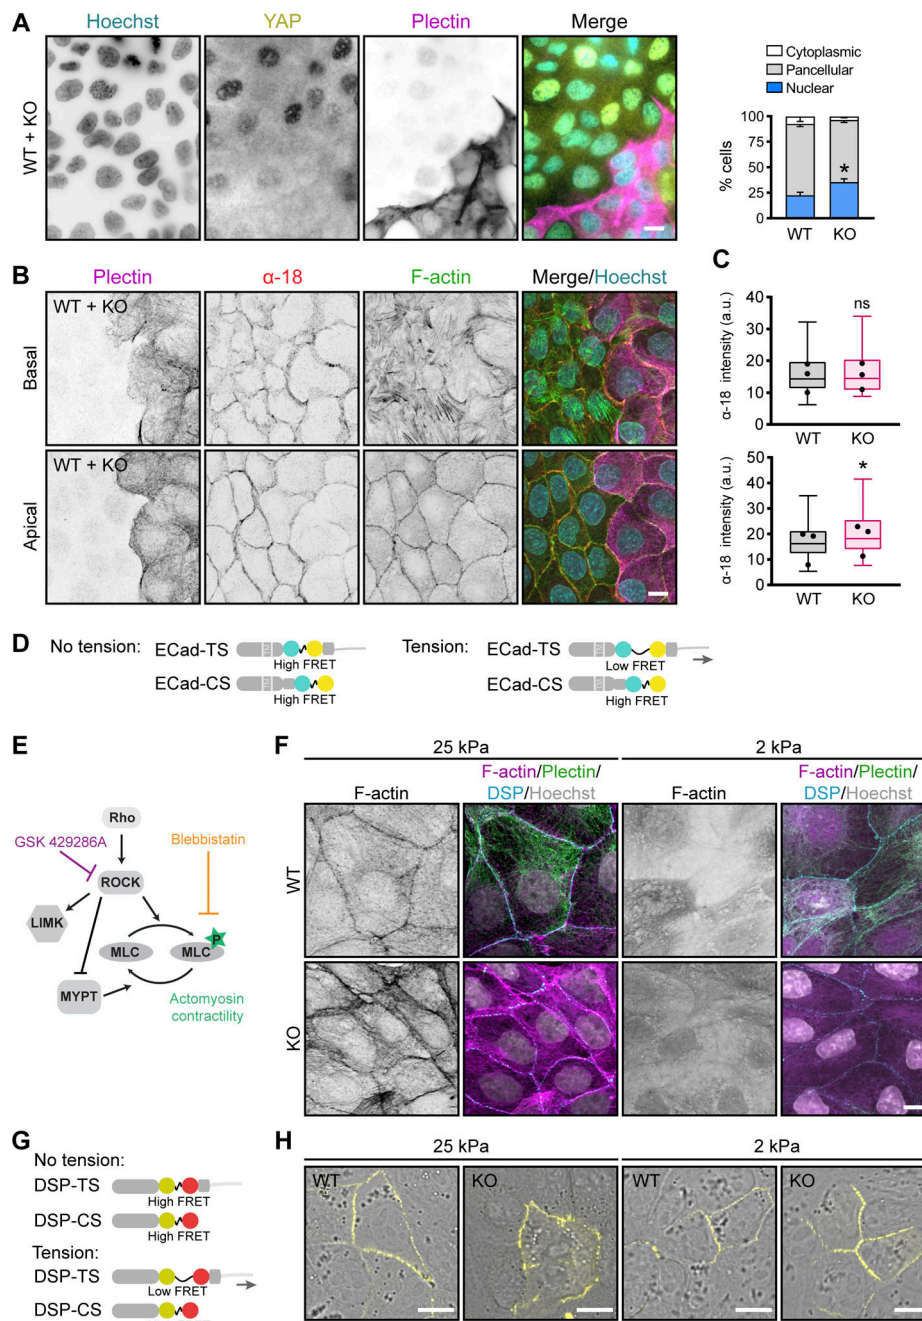 A
Hoechst
YAP
Plectin
Merge
WT + KO
Cytoplasmic
Pancellular
Nuclear
% cells
100
75
50
25
0
*
WT
KO
B
Plectin
α-18
F-actin
Merge/Hoechst
Basal
WT + KO
Apical
WT + KO
C
α-18 intensity (a.u.)
40
30
20
10
0
ns
WT
KO
α-18 intensity (a.u.)
50
40
30
20
10
0
*
WT
KO
D
No tension:
ECad-TS
TM
High FRET
ECad-CS
TM
High FRET
Tension:
ECad-TS
TM
Low FRET
ECad-CS
TM
High FRET
E
Rho
GSK 429286A
Blebbistatin
ROCK
LIMK
P
MLC
MLC
MYPT
Actomyosin
contractility
F
25 kPa
2 kPa
F-actin
F-actin/Plectin/
DSP/Hoechst
F-actin
F-actin/Plectin/
DSP/Hoechst
WT
KO
G
No tension:
DSP-TS
High FRET
DSP-CS
High FRET
Tension:
DSP-TS
Low FRET
DSP-CS
H
25 kPa
2 kPa
WT
KO
WT
KO